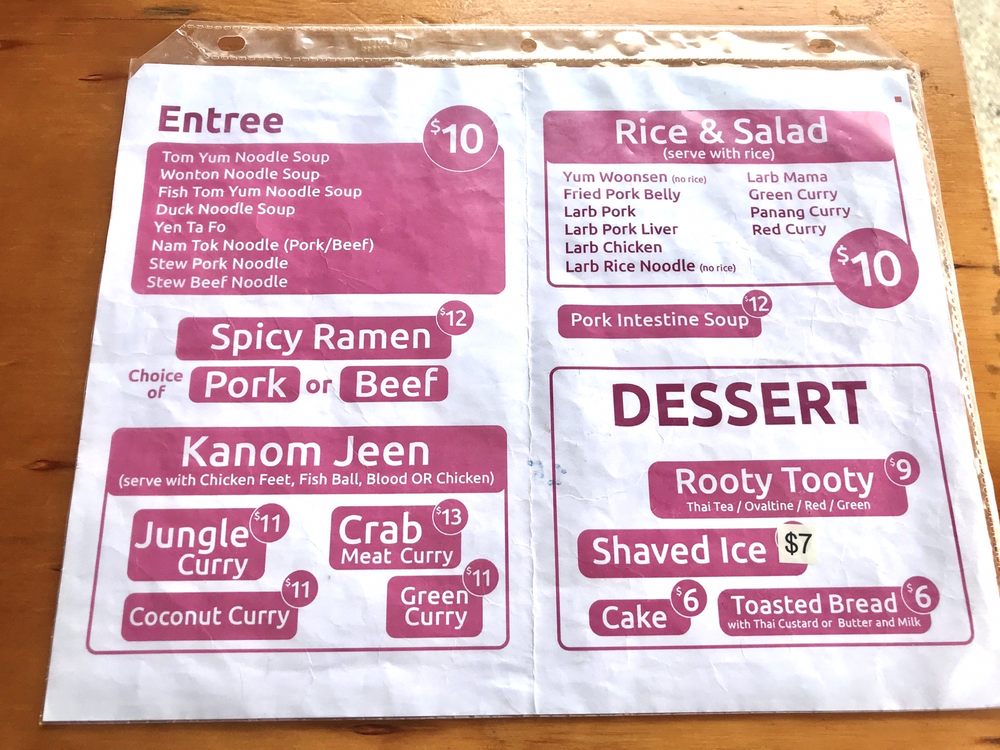 Entree
$10
Tom Yum Noodle Soup
Wonton Noodle Soup
Fish Tom Yum Noodle Soup
Duck Noodle Soup
Yen Ta Fo
Nam Tok Noodle (Pork/Beef)
Stew Pork Noodle
Stew Beef Noodle
Spicy Ramen $12
Choice of Pork or Beef
Kanom Jeen
(serve with Chicken Feet, Fish Ball, Blood OR Chicken)
Jungle Curry $11
Crab Meat Curry $13
Coconut Curry $11
Green Curry $11
Rice & Salad
(serve with rice)
Yum Woonsen (no rice)
Fried Pork Belly
Larb Pork
Larb Pork Liver
Larb Chicken
Larb Rice Noodle (no rice)
Larb Mama
Green Curry
Panang Curry
Red Curry
$10
Pork Intestine Soup $12
DESSERT
Rooty Tooty $9
Thai Tea / Ovaltine / Red / Green
Shaved Ice $7
Cake $6
Toasted Bread $6
with Thai Custard or Butter and Milk